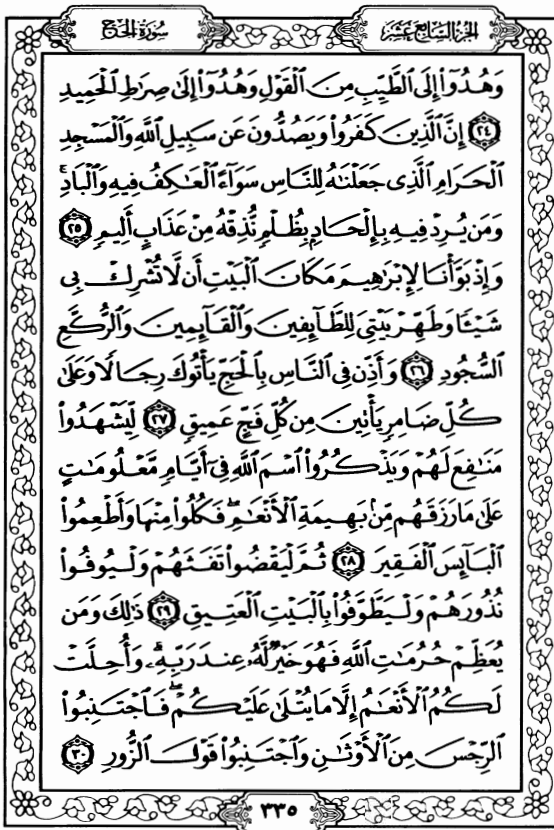 الجزء السابع عشر
سورة الحج
وَهُدُوٓا۟ إِلَى ٱلطَّيِّبِ مِنَ ٱلْقَوْلِ وَهُدُوٓا۟ إِلَىٰ صِرَٰطِ ٱلْحَمِيدِ
٢٤ إِنَّ ٱلَّذِينَ كَفَرُوا۟ وَيَصُدُّونَ عَن سَبِيلِ ٱللَّهِ وَٱلْمَسْجِدِ
ٱلْحَرَامِ ٱلَّذِى جَعَلْنَٰهُ لِلنَّاسِ سَوَآءً ٱلْعَٰكِفُ فِيهِ وَٱلْبَادِ ۚ
وَمَن يُرِدْ فِيهِ بِإِلْحَادٍۭ بِظُلْمٍ نُّذِقْهُ مِنْ عَذَابٍ أَلِيمٍ ٢٥
وَإِذْ بَوَّأْنَا لِإِبْرَٰهِيمَ مَكَانَ ٱلْبَيْتِ أَن لَّا تُشْرِكْ بِى
شَيْـًٔا وَطَهِّرْ بَيْتِىَ لِلطَّآئِفِينَ وَٱلْقَآئِمِينَ وَٱلرُّكَّعِ
ٱلسُّجُودِ ٢٦ وَأَذِّن فِى ٱلنَّاسِ بِٱلْحَجِّ يَأْتُوكَ رِجَالًا وَعَلَىٰ
كُلِّ ضَامِرٍ يَأْتِينَ مِن كُلِّ فَجٍّ عَمِيقٍ ٢٧ لِّيَشْهَدُوا۟
مَنَٰفِعَ لَهُمْ وَيَذْكُرُوا۟ ٱسْمَ ٱللَّهِ فِىٓ أَيَّامٍ مَّعْلُومَٰتٍ
عَلَىٰ مَا رَزَقَهُم مِّنۢ بَهِيمَةِ ٱلْأَنْعَٰمِ ۖ فَكُلُوا۟ مِنْهَا وَأَطْعِمُوا۟
ٱلْبَآئِسَ ٱلْفَقِيرَ ٢٨ ثُمَّ لْيَقْضُوا۟ تَفَثَهُمْ وَلْيُوفُوا۟
نُذُورَهُمْ وَلْيَطَّوَّفُوا۟ بِٱلْبَيْتِ ٱلْعَتِيقِ ٢٩ ذَٰلِكَ وَمَن
يُعَظِّمْ حُرُمَٰتِ ٱللَّهِ فَهُوَ خَيْرٌ لَّهُۥ عِندَ رَبِّهِۦ ۗ وَأُحِلَّتْ
لَكُمُ ٱلْأَنْعَٰمُ إِلَّا مَا يُتْلَىٰ عَلَيْكُمْ ۖ فَٱجْتَنِبُوا۟
ٱلرِّجْسَ مِنَ ٱلْأَوْثَٰنِ وَٱجْتَنِبُوا۟ قَوْلَ ٱلزُّورِ ٣٠
٣٣٥